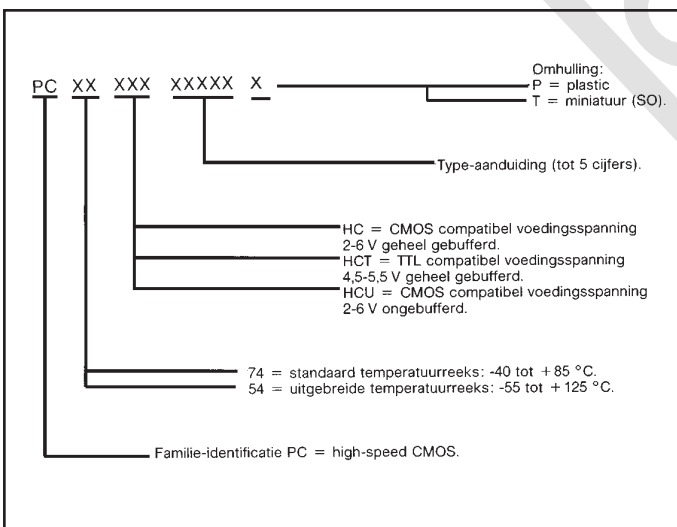 PC XX XXX XXXXX X
Omhulling:
P = plastic
T = miniatuur (SO).
Type-aanduiding (tot 5 cijfers).
HC = CMOS compatibel voedingsspanning
2-6 V geheel gebufferd.
HCT = TTL compatibel voedingsspanning
4,5-5,5 V geheel gebufferd.
HCU = CMOS compatibel voedingsspanning
2-6 V ongebufferd.
74 = standaard temperatuurreeks: -40 tot +85 °C.
54 = uitgebreide temperatuurreeks: -55 tot +125 °C.
Familie-identificatie PC = high-speed CMOS.